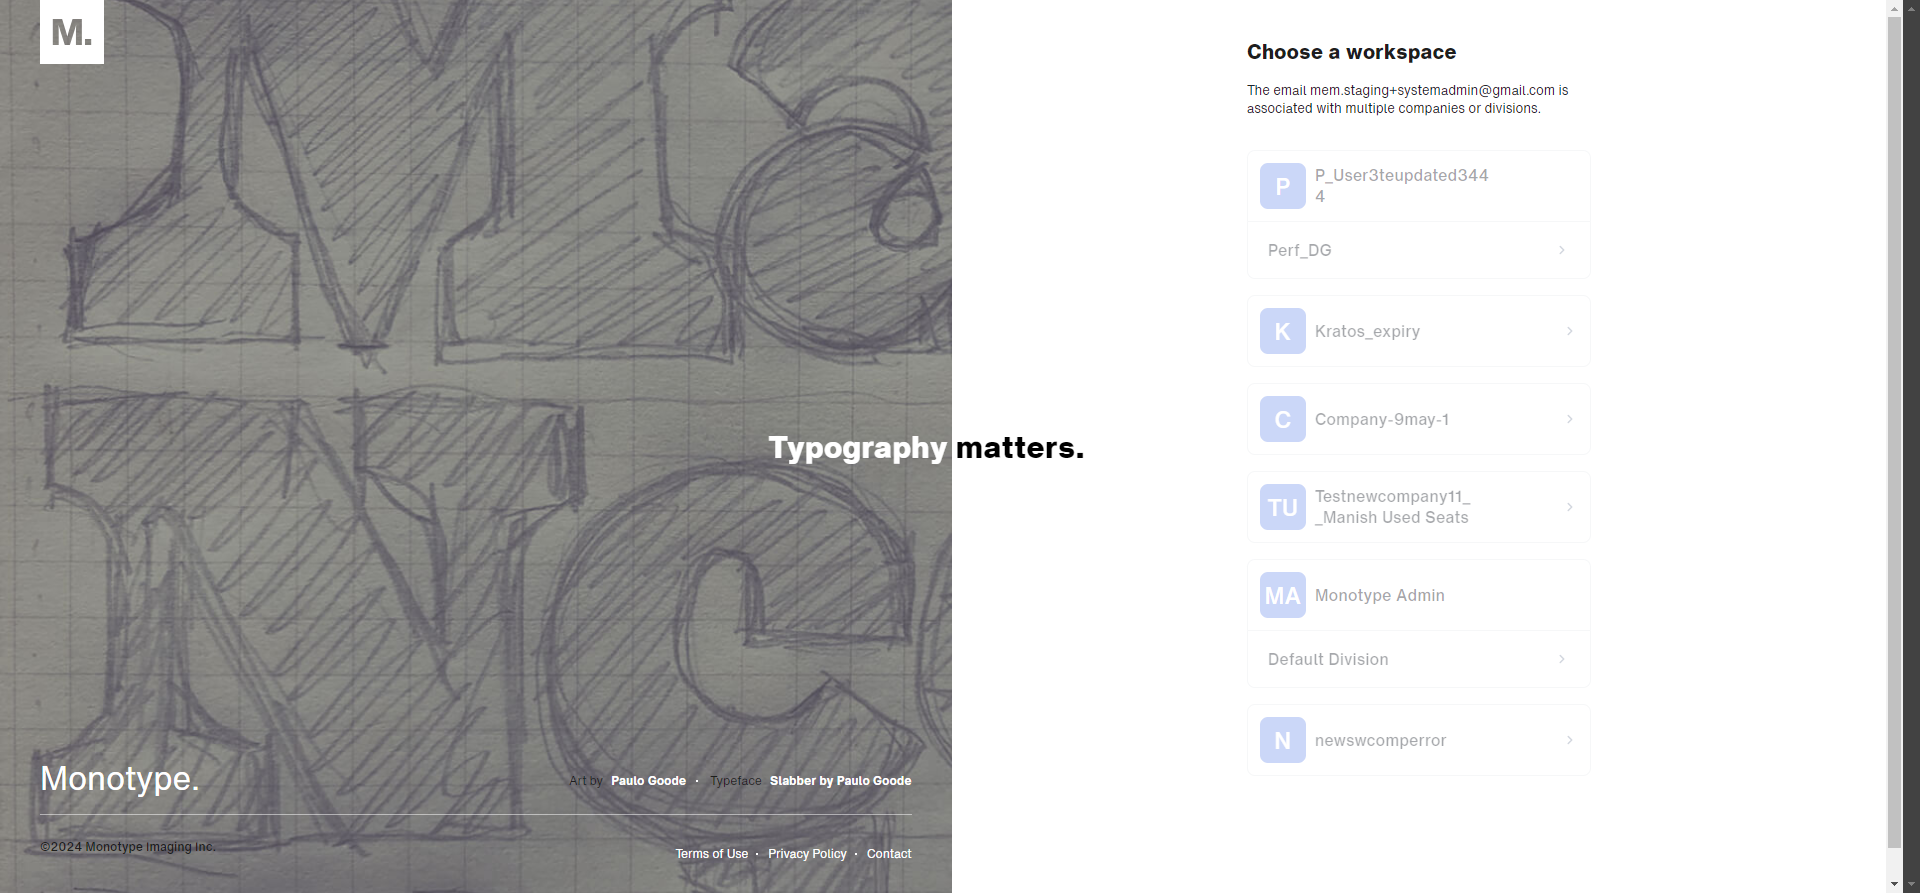 M.
Typography matters.
Monotype.
Art by Paulo Goode · Typeface Slabber by Paulo Goode
©2024 Monotype Imaging Inc.
Terms of Use · Privacy Policy · Contact
Choose a workspace
The email mem.staging+systemadmin@gmail.com is
associated with multiple companies or divisions.
P
P_User3teupdated344
4
Perf_DG
K
Kratos_expiry
C
Company-9may-1
TU
Testnewcompany11_
_Manish Used Seats
MA
Monotype Admin
Default Division
N
newswcomperror